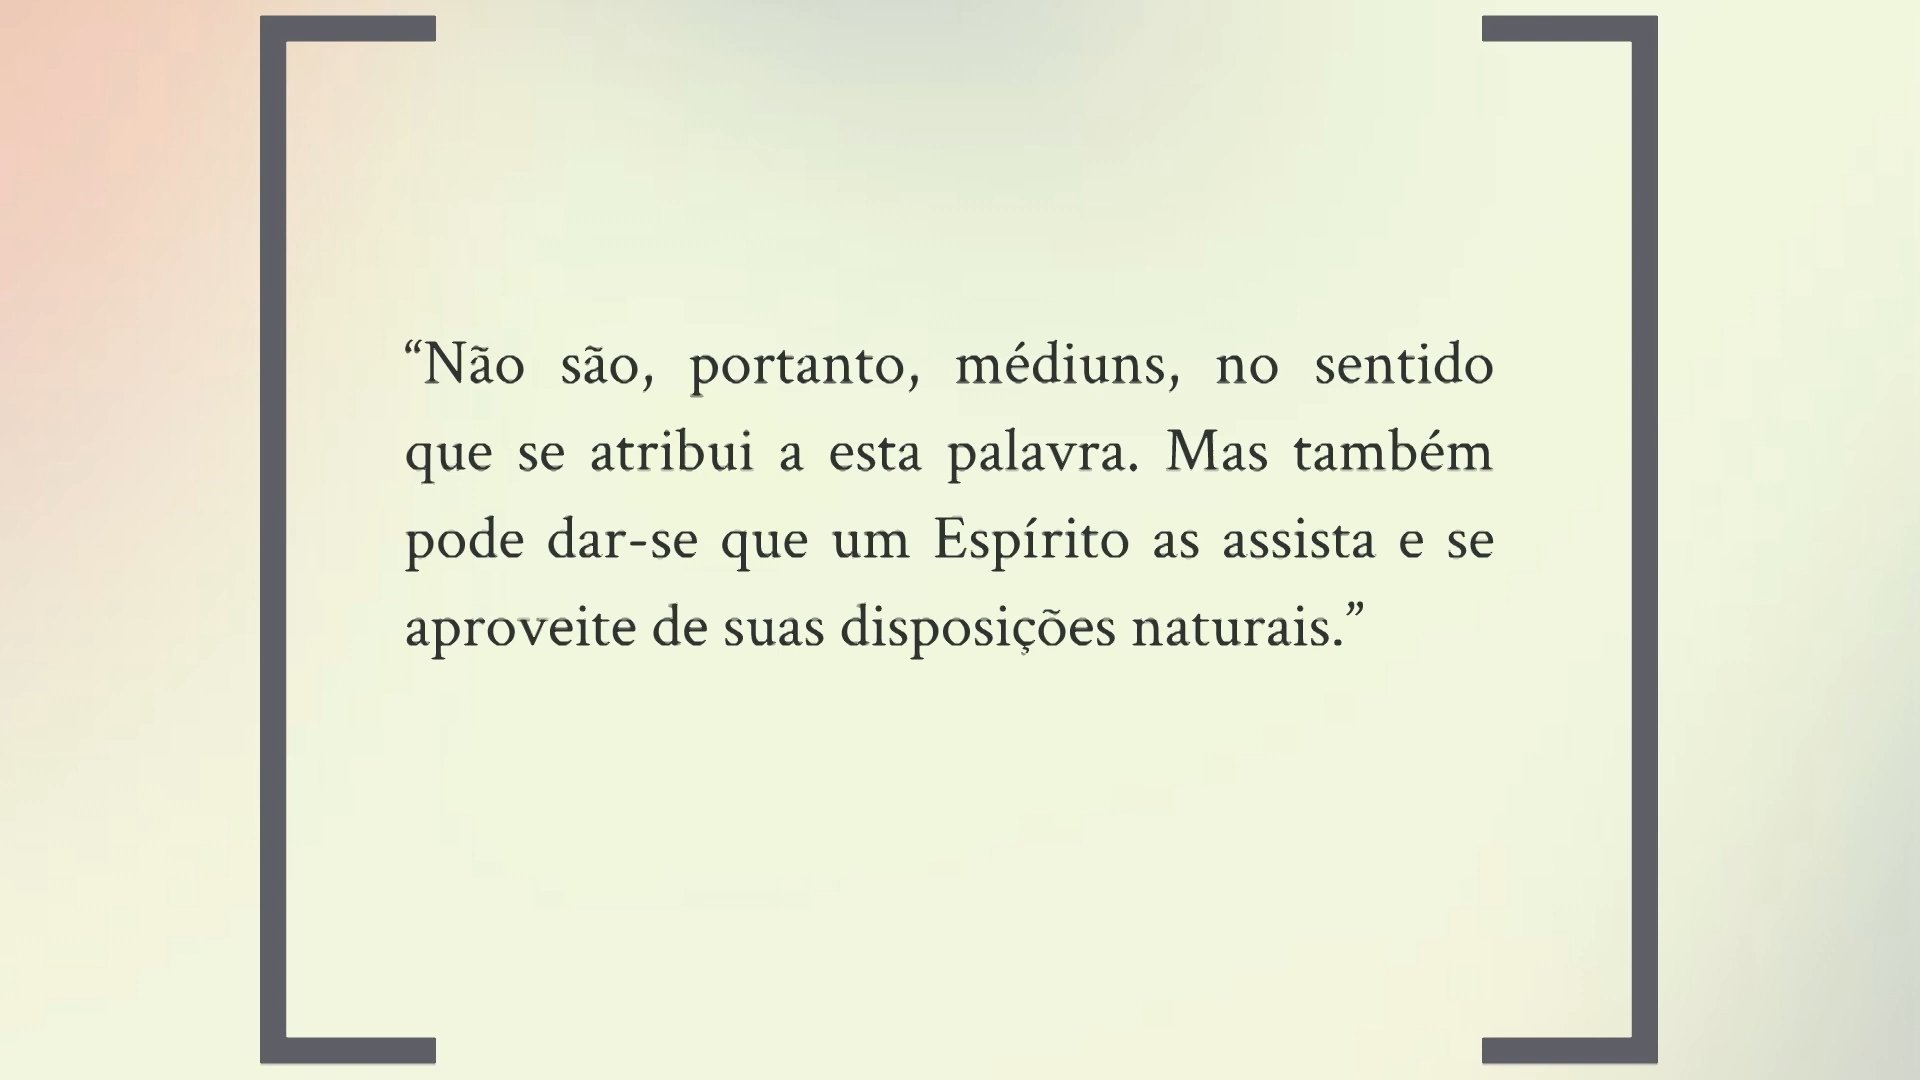 “Não são, portanto, médiuns, no sentido
que se atribui a esta palavra. Mas também
pode dar-se que um Espírito as assista e se
aproveite de suas disposições naturais.”